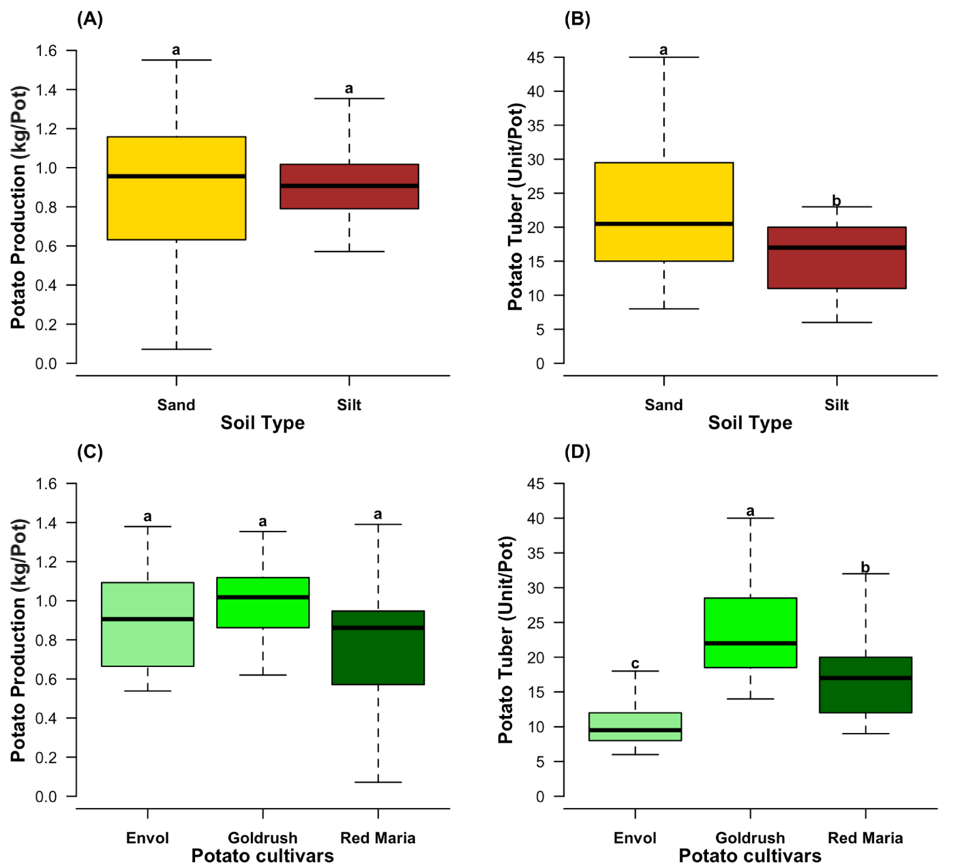 (A)
Potato Production (kg/Pot)
1.6
1.4
1.2
1.0
0.8
0.6
0.4
0.2
0.0
a
a
Sand
Silt
Soil Type
(B)
Potato Tuber (Unit/Pot)
45
40
35
30
25
20
15
10
5
0
a
b
Sand
Silt
Soil Type
(C)
Potato Production (kg/Pot)
1.6
1.4
1.2
1.0
0.8
0.6
0.4
0.2
0.0
a
a
a
Envol
Goldrush
Red Maria
Potato cultivars
(D)
Potato Tuber (Unit/Pot)
45
40
35
30
25
20
15
10
5
0
c
a
b
Envol
Goldrush
Red Maria
Potato cultivars